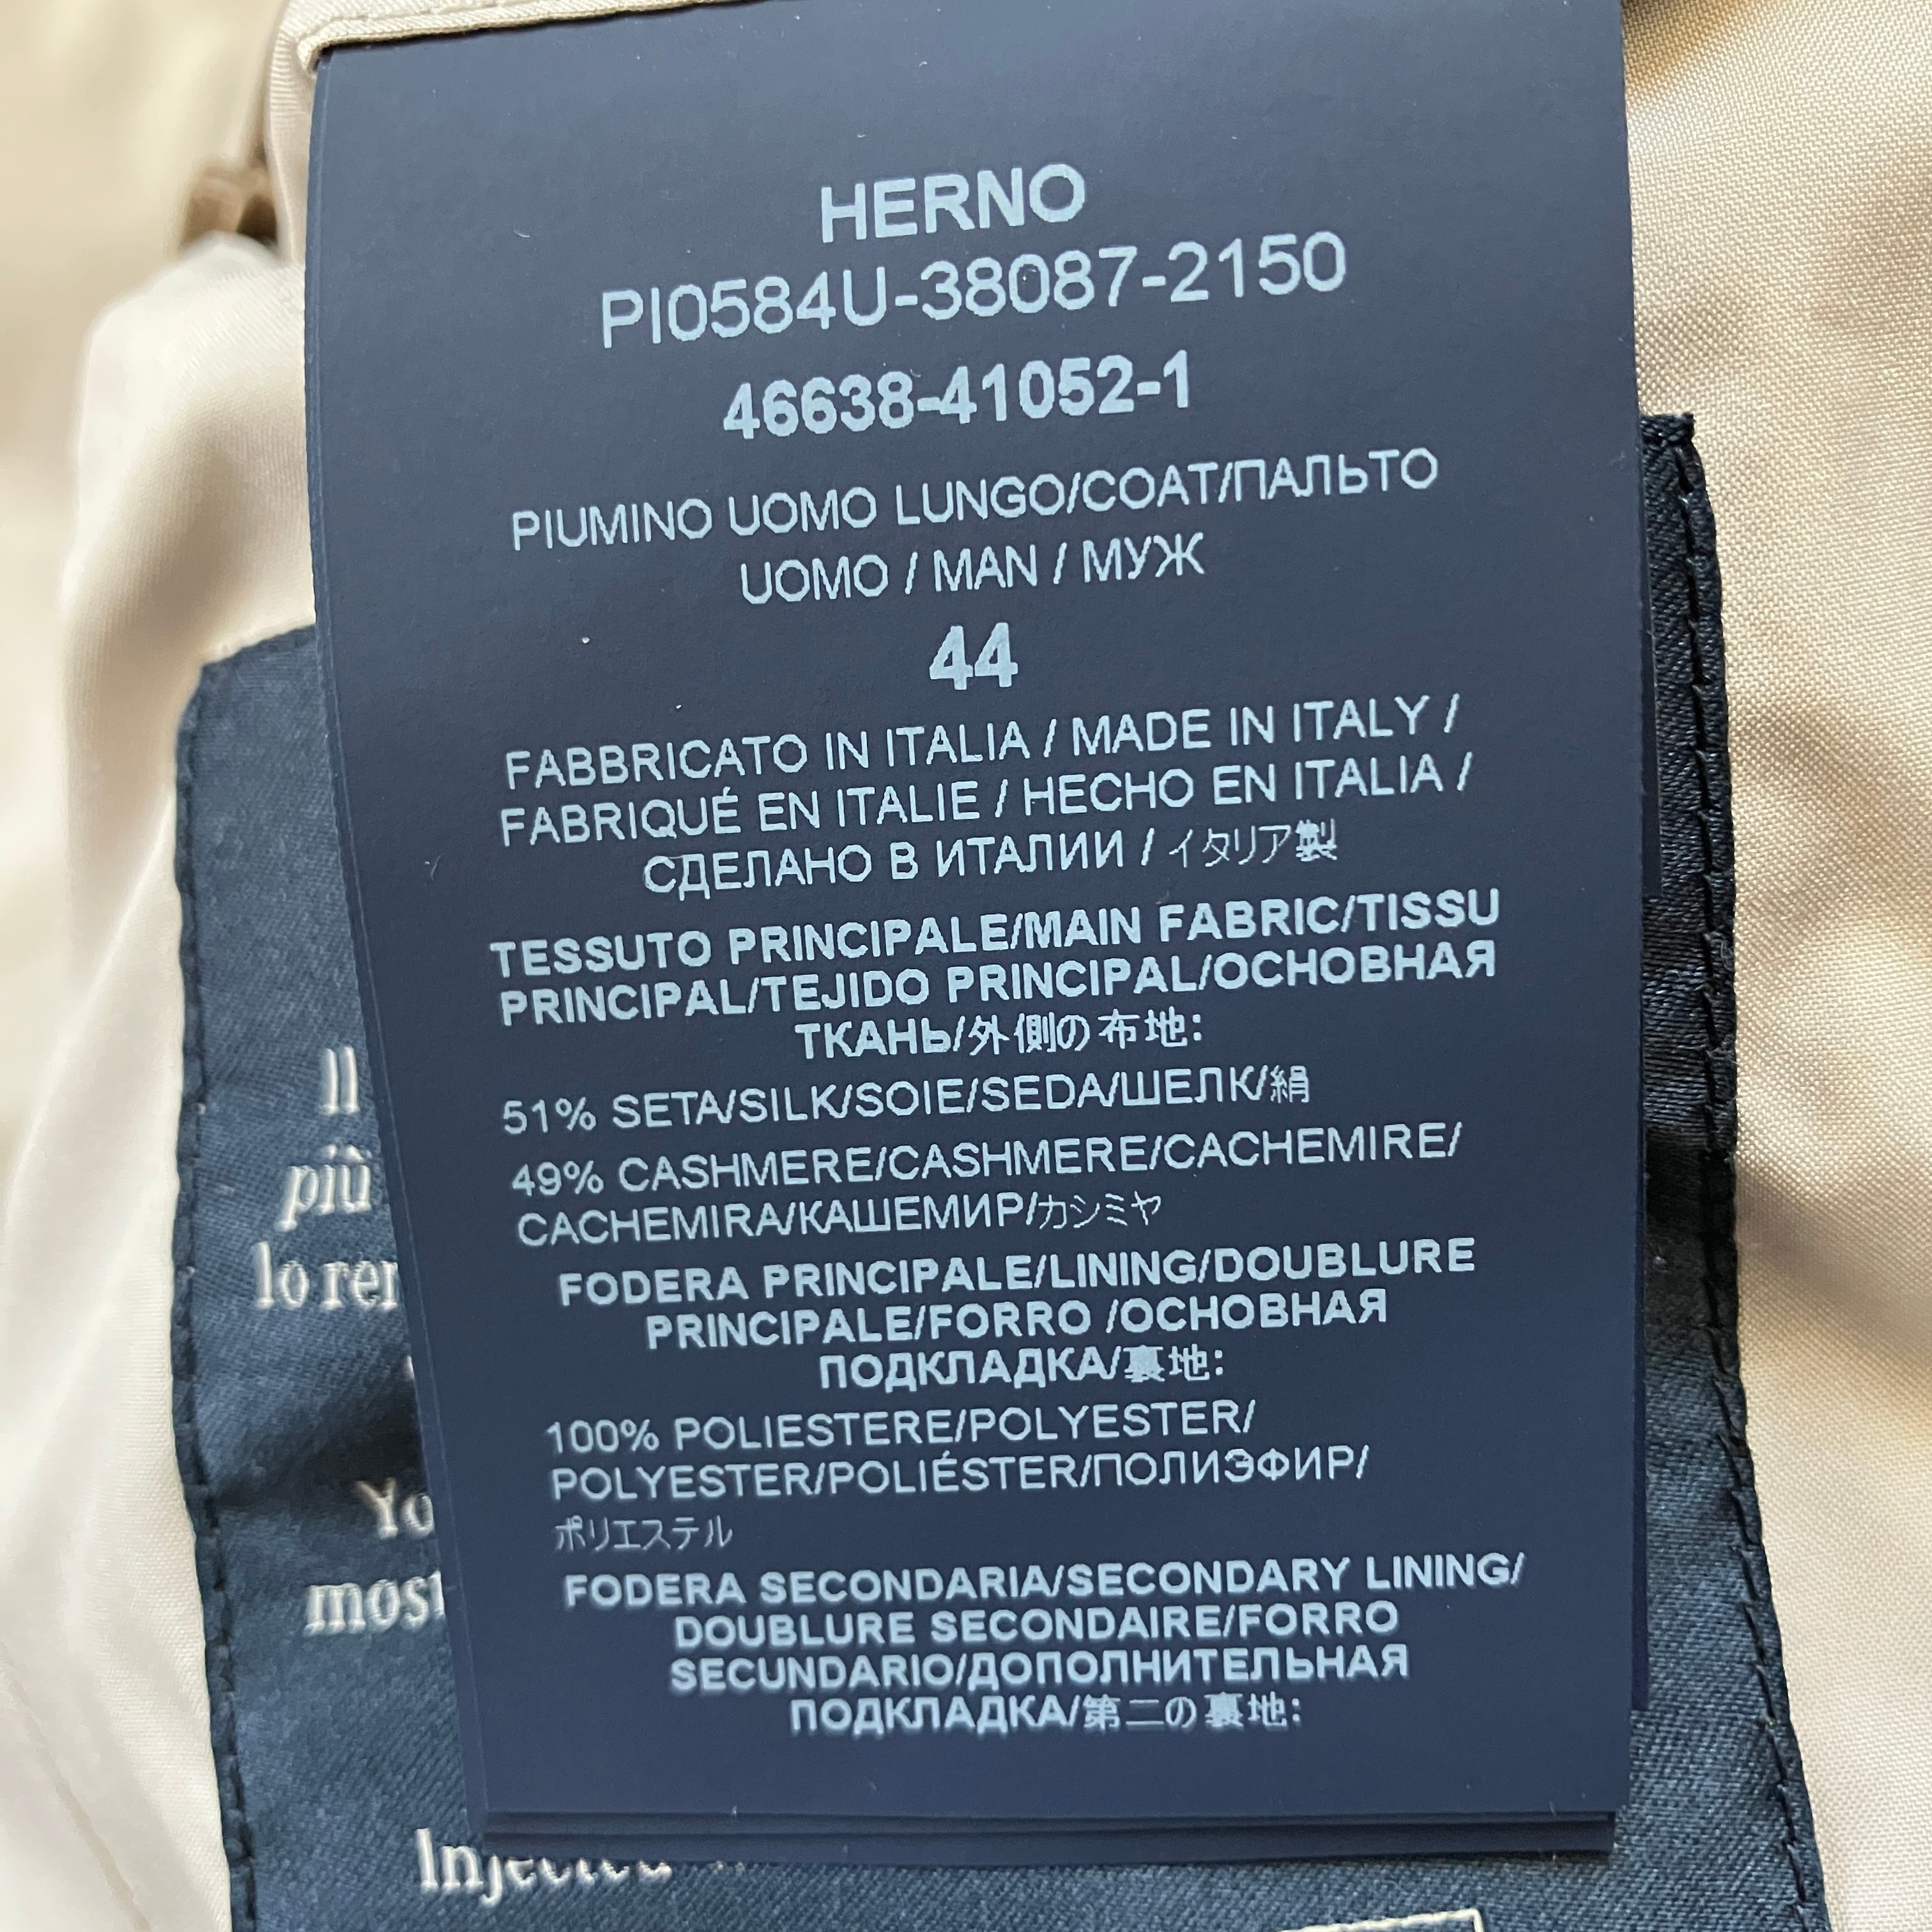 HERNO
PI0584U-38087-2150
46638-41052-1
PIUMINO UOMO LUNGO/COAT/ПАЛЬТО
UOMO / MAN / МУЖ
44
FABBRICATO IN ITALIA / MADE IN ITALY /
FABRIQUÉ EN ITALIE / HECHO EN ITALIA /
СДЕЛАНО В ИТАЛИИ / イタリア製
TESSUTO PRINCIPALE/MAIN FABRIC/TISSU
PRINCIPAL/TEJIDO PRINCIPAL/ОСНОВНАЯ
ТКАНЬ/外側の布地:
51% SETA/SILK/SOIE/SEDA/ШЕЛК/絹
49% CASHMERE/CASHMERE/CACHEMIRE/
CACHEMIRA/КАШЕМИР/カシミヤ
FODERA PRINCIPALE/LINING/DOUBLURE
PRINCIPALE/FORRO /ОСНОВНАЯ
ПОДКЛАДКА/裏地:
100% POLIESTERE/POLYESTER/
POLYESTER/POLIÉSTER/ПОЛИЭФИР/
ポリエステル
FODERA SECONDARIA/SECONDARY LINING/
DOUBLURE SECONDAIRE/FORRO
SECUNDARIO/ДОПОЛНИТЕЛЬНАЯ
ПОДКЛАДКА/第二の裏地:
Il
più
lo
Injected